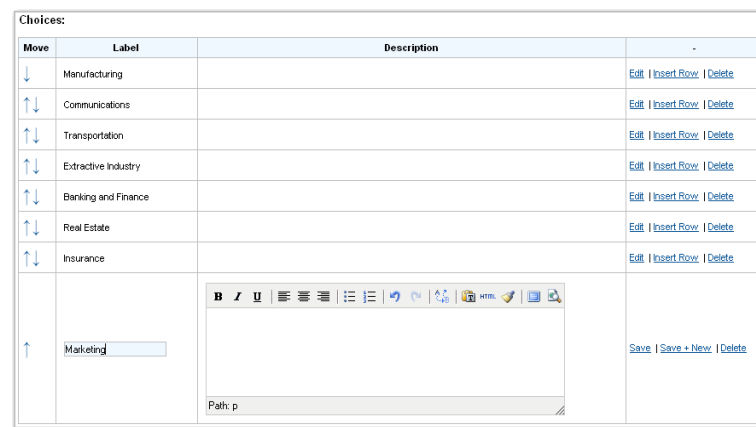 Choices:
Move Label Description -
Manufacturing Edit | Insert Row | Delete
Communications Edit | Insert Row | Delete
Transportation Edit | Insert Row | Delete
Extractive Industry Edit | Insert Row | Delete
Banking and Finance Edit | Insert Row | Delete
Real Estate Edit | Insert Row | Delete
Insurance Edit | Insert Row | Delete
B I U HTML
Marketing Save | Save + New | Delete
Path: p